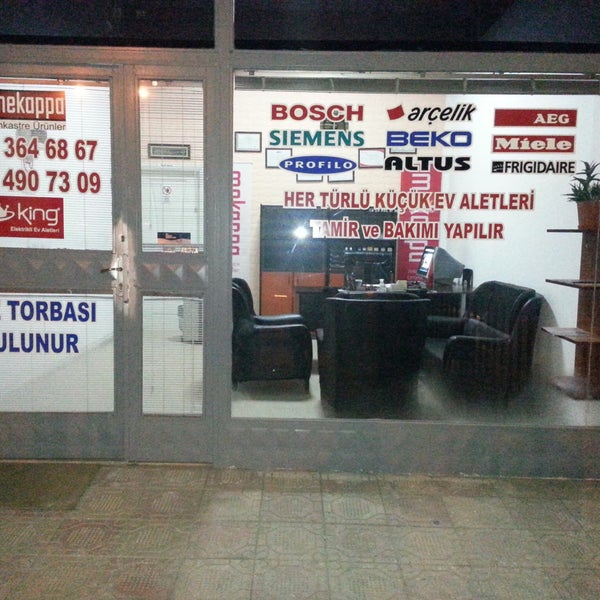 nekappa
nkastre Ürünler
364 68 67
490 73 09
king
Elektrikli Ev Aletleri
TORBASI
ULUNUR
BOSCH
arçelik
AEG
SIEMENS
BEKO
Miele
PROFiLO
ALTUS
FRIGIDAIRE
HER TÜRLÜ KÜÇÜK EV ALETLERİ
TAMİR ve BAKIMI YAPILIR
mekappa